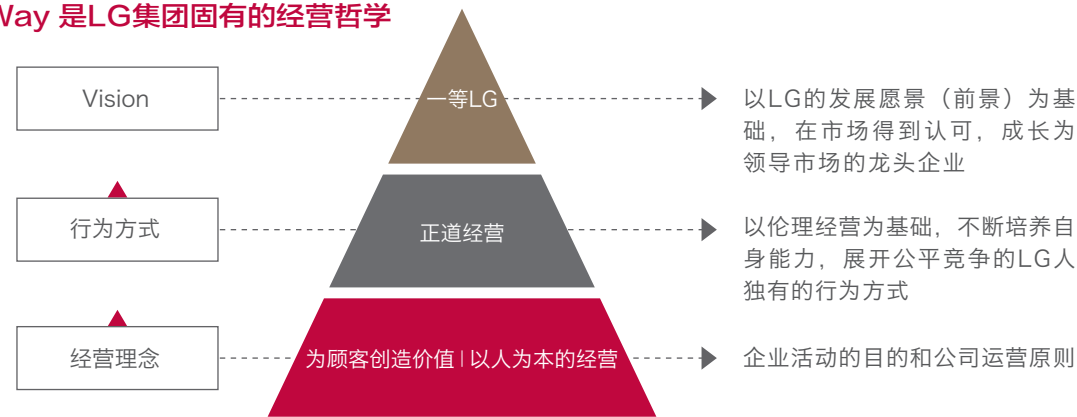 Way 是LG集团固有的经营哲学
Vision
一等LG
以LG的发展愿景（前景）为基
础，在市场得到认可，成长为
领导市场的龙头企业
行为方式
正道经营
以伦理经营为基础，不断培养自
身能力，展开公平竞争的LG人
独有的行为方式
经营理念
为顾客创造价值 | 以人为本的经营
企业活动的目的和公司运营原则